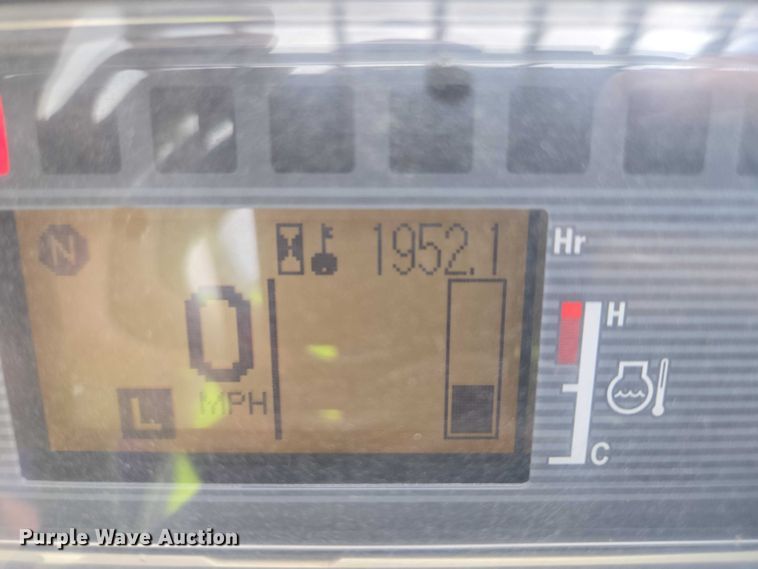 N 1952.1 Hr
0 H
L MPH
C
Purple Wave Auction